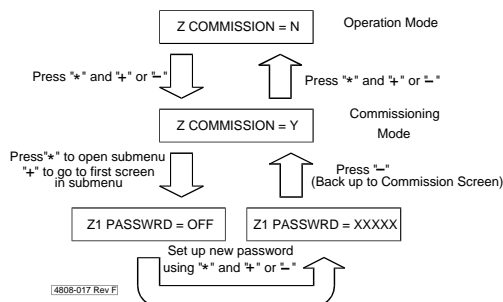 Z COMMISSION = N
Operation Mode
Press "*" and "+" or "−"
Press "*" and "+" or "−"
Z COMMISSION = Y
Commissioning
Mode
Press"*" to open submenu
"+" to go to first screen
in submenu
Press "−"
(Back up to Commission Screen)
Z1 PASSWRD = OFF
Z1 PASSWRD = XXXXX
Set up new password
using "*" and "+" or "−"
4808-017 Rev F